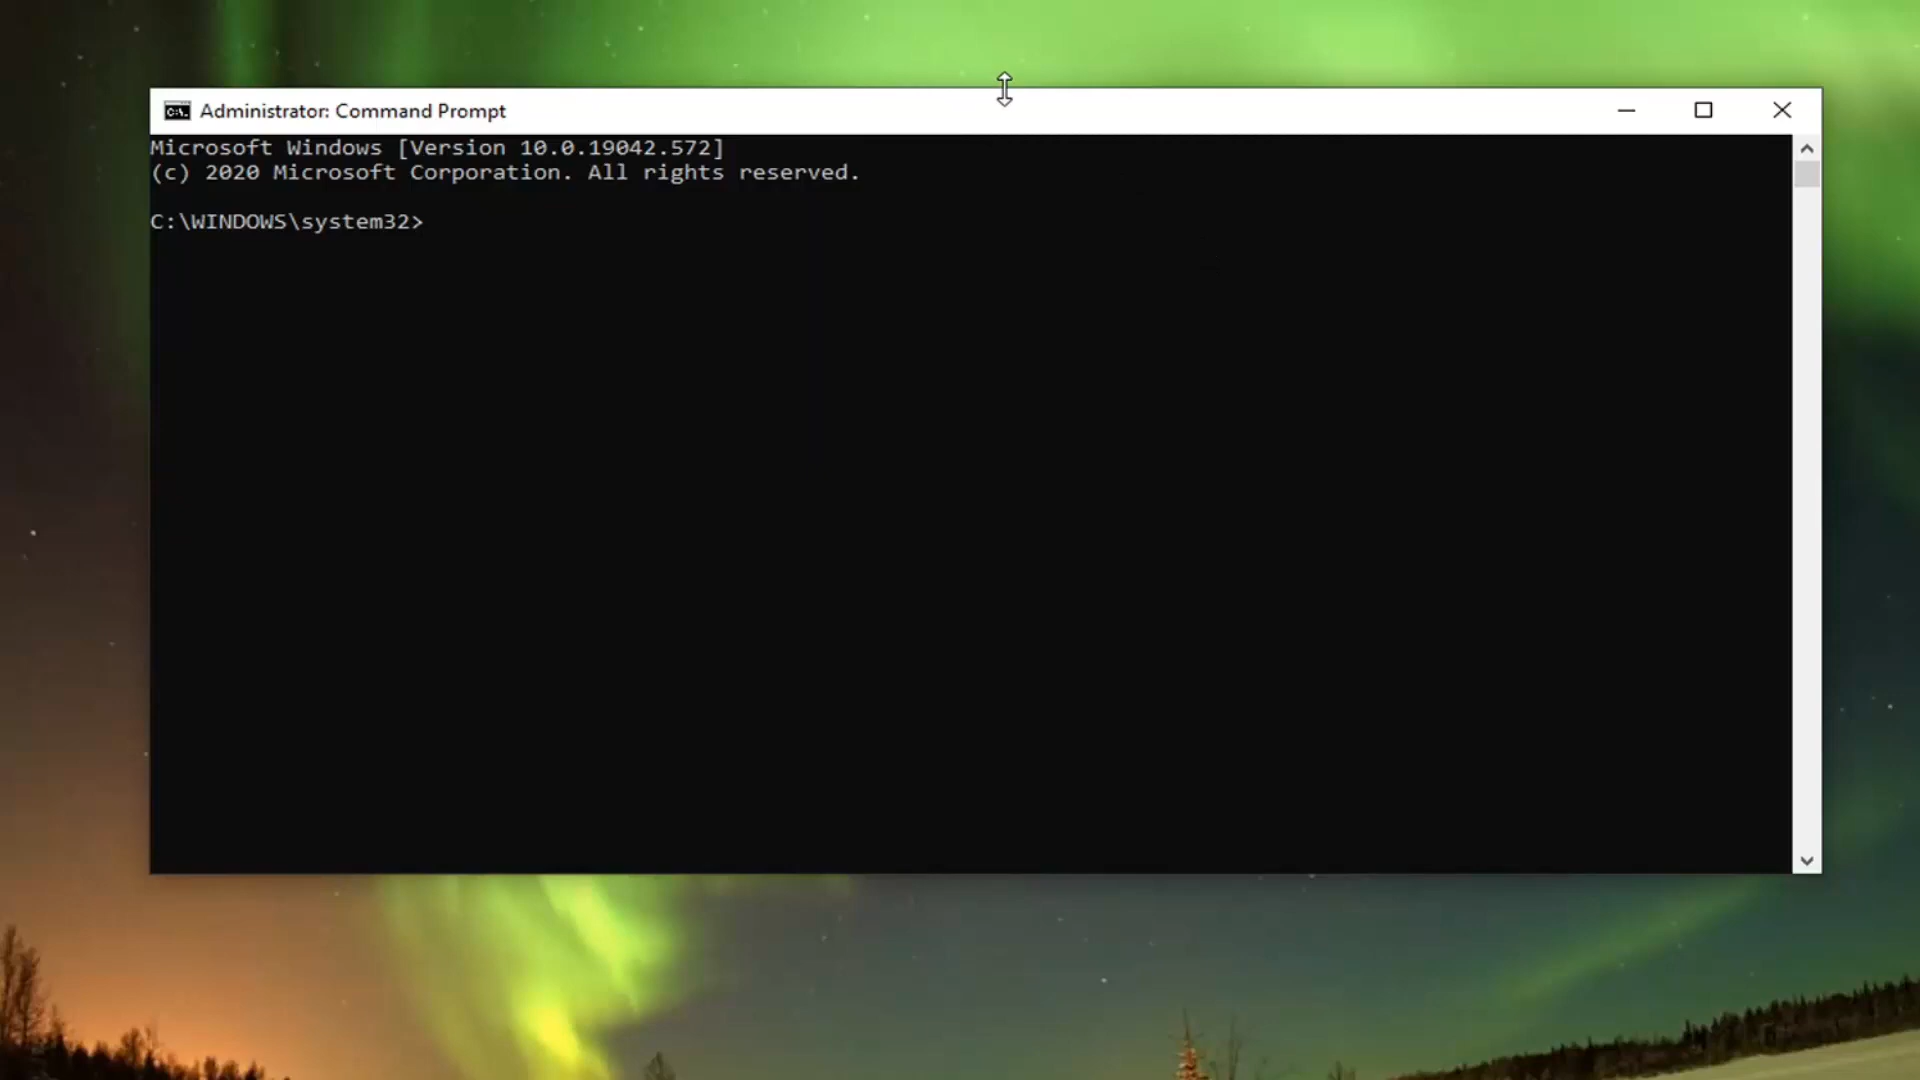 Administrator: Command Prompt
Microsoft Windows [Version 10.0.19042.572]
(c) 2020 Microsoft Corporation. All rights reserved.
C:\WINDOWS\system32>